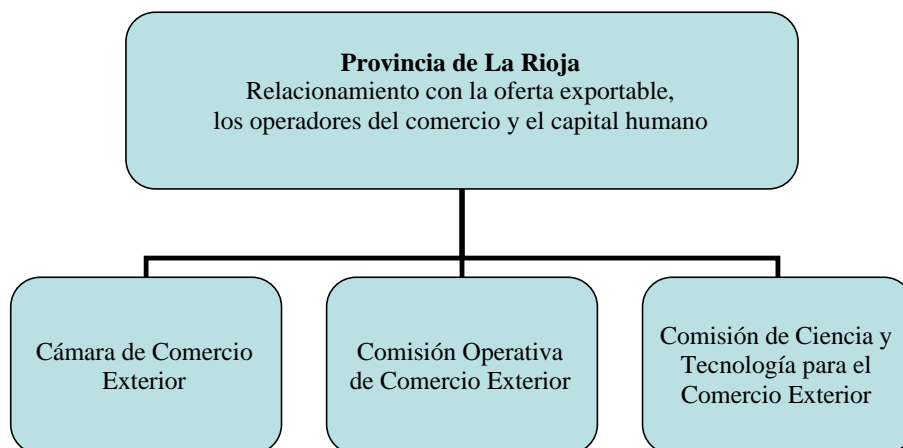 Provincia de La Rioja
Relacionamiento con la oferta exportable,
los operadores del comercio y el capital humano
Cámara de Comercio
Exterior
Comisión Operativa
de Comercio Exterior
Comisión de Ciencia y
Tecnología para el
Comercio Exterior